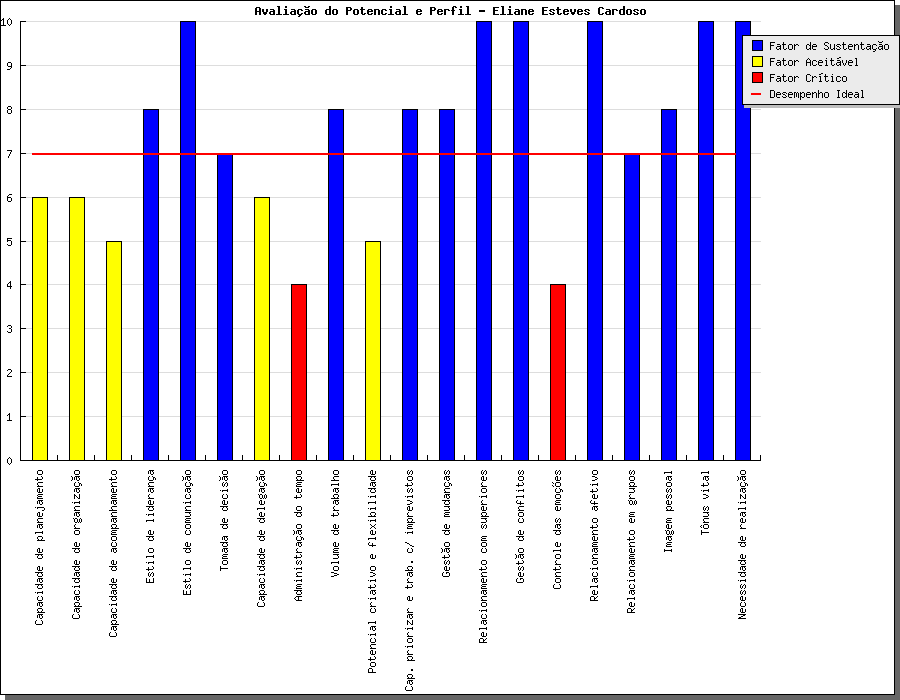 Avaliação do Potencial e Perfil - Eliane Esteves Cardoso
10
9
8
7
6
5
4
3
2
1
0
Fator de Sustentação
Fator Aceitável
Fator Crítico
Desempenho Ideal
Capacidade de planejamento
Capacidade de organização
Capacidade de acompanhamento
Estilo de liderança
Estilo de comunicação
Tomada de decisão
Capacidade de delegação
Administração do tempo
Volume de trabalho
Potencial criativo e flexibilidade
Cap. priorizar e trab. c/ imprevistos
Gestão de mudanças
Relacionamento com superiores
Gestão de conflitos
Controle das emoções
Relacionamento afetivo
Relacionamento em grupos
Imagem pessoal
Tônus vital
Necessidade de realização